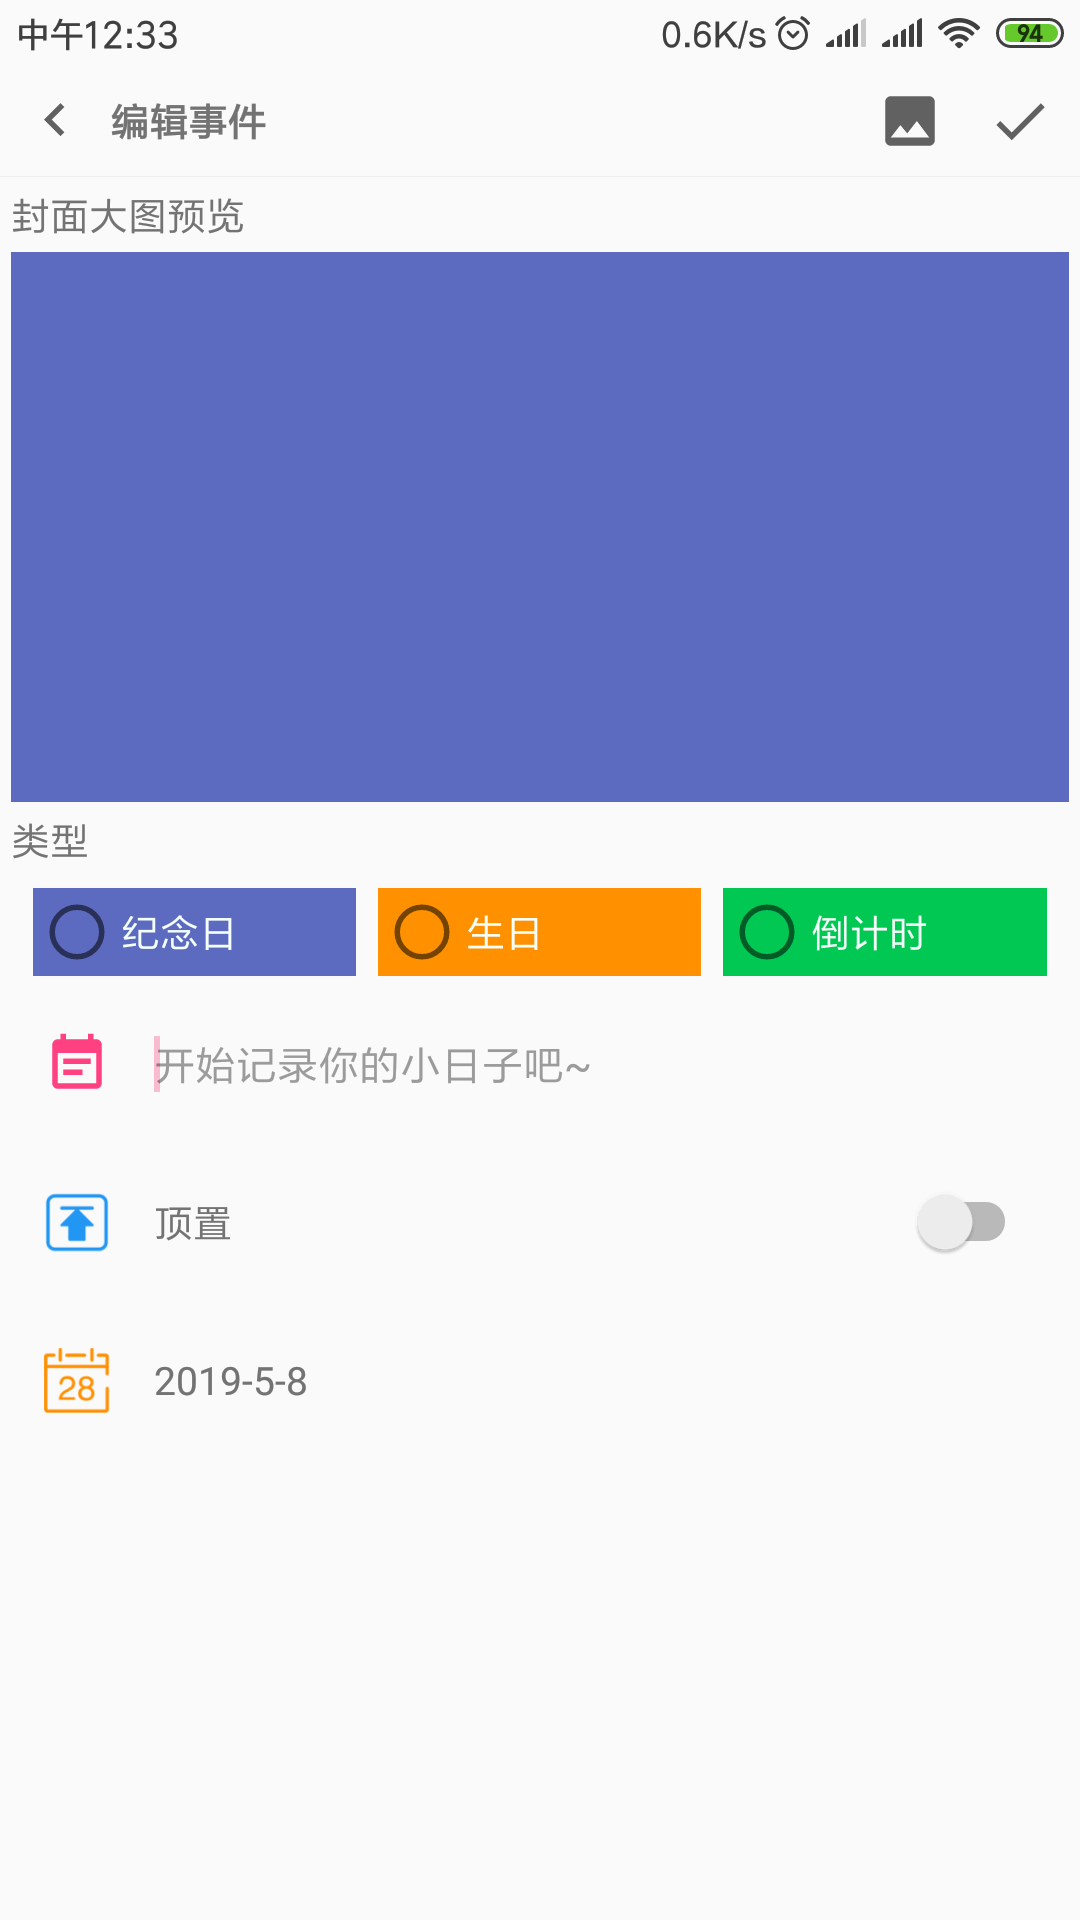 中午12:33 0.6K/s 94
编辑事件
封面大图预览
类型
纪念日 生日 倒计时
开始记录你的小日子吧~
顶置
28 2019-5-8